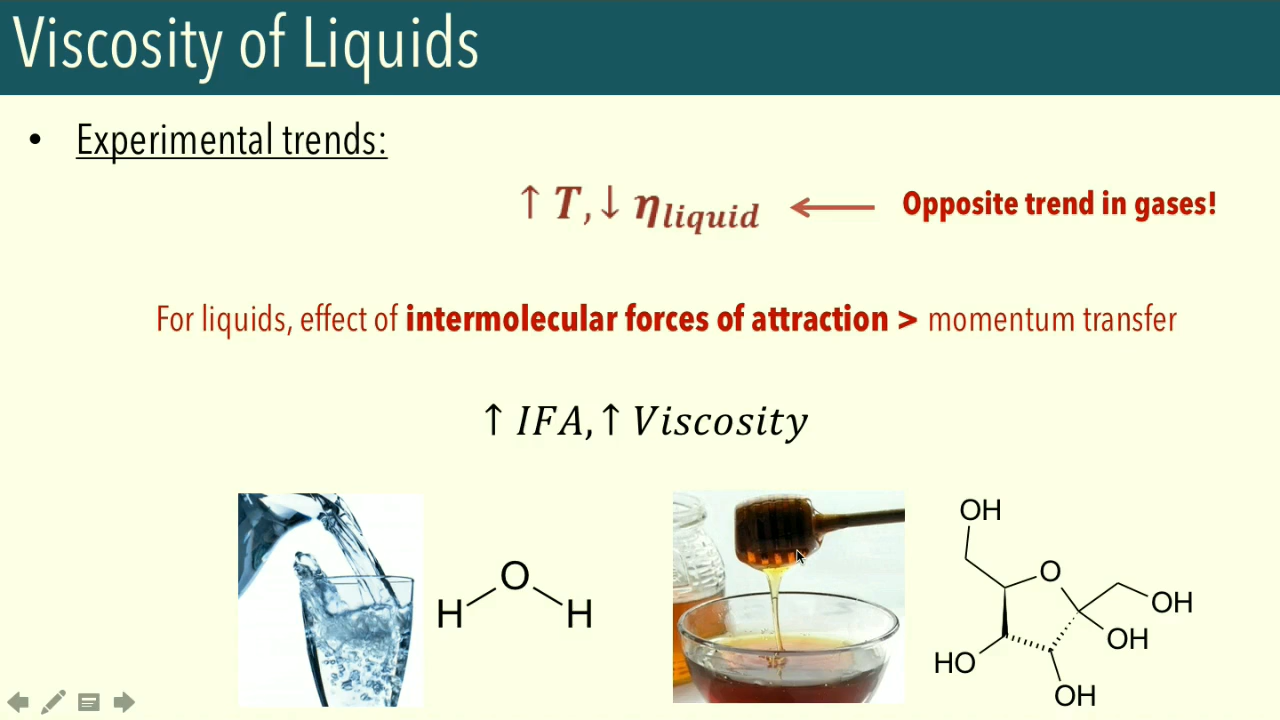 Viscosity of Liquids
• Experimental trends:
↑ T, ↓ η liquid ← Opposite trend in gases!
For liquids, effect of intermolecular forces of attraction > momentum transfer
↑ IFA, ↑ Viscosity
OH
O
O
H H
OH
OH
HO
OH